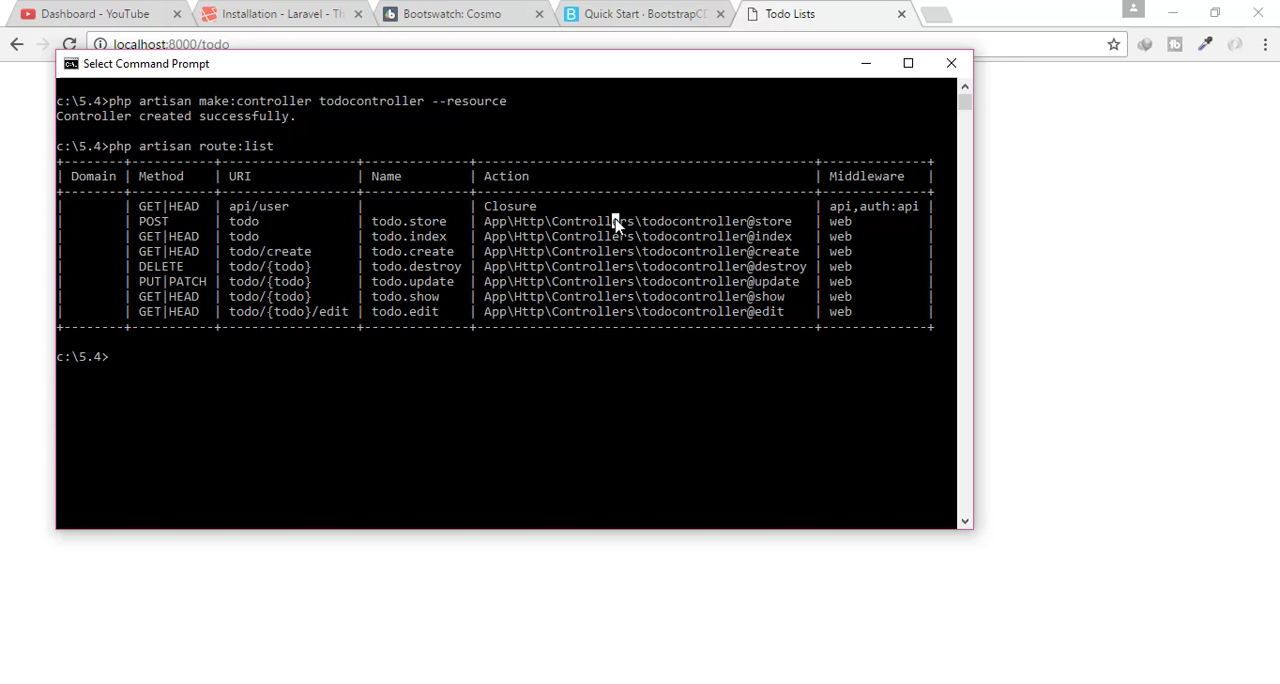 Dashboard - YouTube
Installation - Laravel - Th
Bootswatch: Cosmo
Quick Start · BootstrapCD
Todo Lists
localhost:8000/todo
Select Command Prompt
c:\5.4>php artisan make:controller todocontroller --resource
Controller created successfully.
c:\5.4>php artisan route:list
+--------+-----------+------------------+--------------+---------------------------------------------+--------------+
| Domain | Method | URI | Name | Action | Middleware |
+--------+-----------+------------------+--------------+---------------------------------------------+--------------+
| | GET|HEAD | api/user | | Closure | api,auth:api |
| | POST | todo | todo.store | App\Http\Controllers\todocontroller@store | web |
| | GET|HEAD | todo | todo.index | App\Http\Controllers\todocontroller@index | web |
| | GET|HEAD | todo/create | todo.create | App\Http\Controllers\todocontroller@create | web |
| | DELETE | todo/{todo} | todo.destroy | App\Http\Controllers\todocontroller@destroy | web |
| | PUT|PATCH | todo/{todo} | todo.update | App\Http\Controllers\todocontroller@update | web |
| | GET|HEAD | todo/{todo} | todo.show | App\Http\Controllers\todocontroller@show | web |
| | GET|HEAD | todo/{todo}/edit | todo.edit | App\Http\Controllers\todocontroller@edit | web |
+--------+-----------+------------------+--------------+---------------------------------------------+--------------+
c:\5.4>